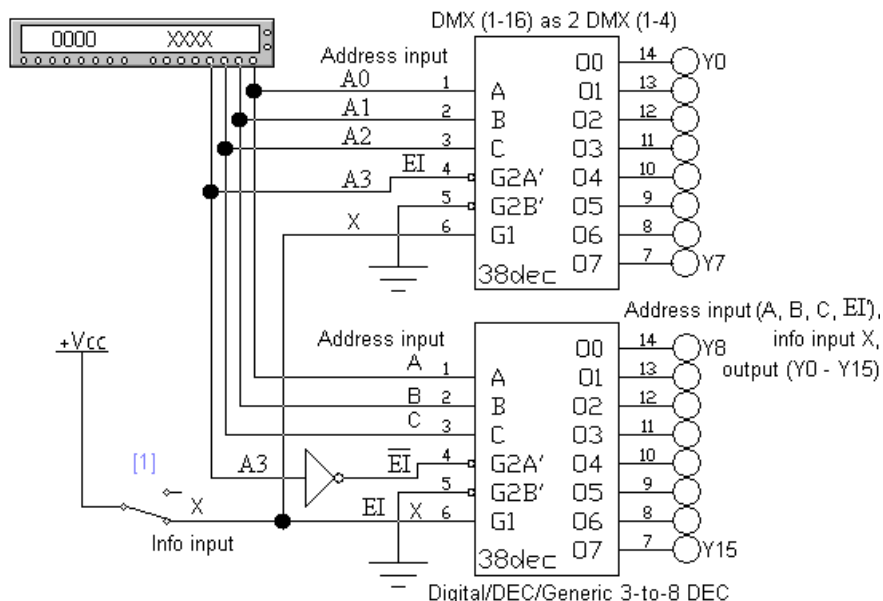 DMX (1-16) as 2 DMX (1-4)
0000 XXXX
Address input
A0 1 A O0 14 Y0
A1 2 B O1 13
O2 12
A2 3 C O3 11
EI 4 G2A' O4 10
A3
5 G2B' O5 9
X 6 G1 O6 8
38dec O7 7 Y7
Address input (A, B, C, EI'),
info input X,
output (Y0 - Y15)
+Vcc
Address input
O0 14 Y8
A 1 A O1 13
B 2 B O2 12
C 3 C O3 11
[1] A3 EI 4 G2A' O4 10
5 G2B' O5 9
X EI X 6 G1 O6 8
Info input
38dec O7 7 Y15
Digital/DEC/Generic 3-to-8 DEC